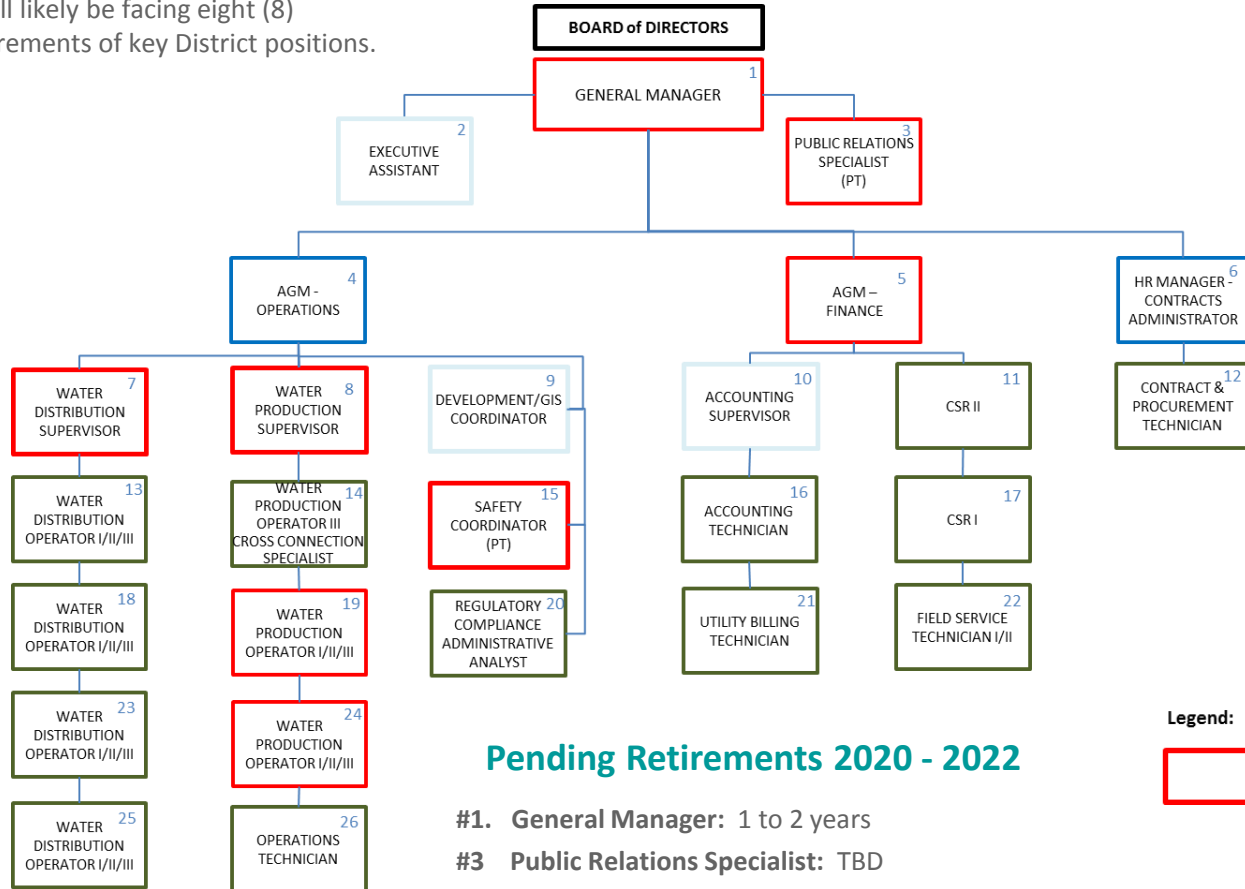 ll likely be facing eight (8)
rements of key District positions.
BOARD of DIRECTORS
1
GENERAL MANAGER
2
EXECUTIVE
ASSISTANT
3
PUBLIC RELATIONS
SPECIALIST
(PT)
4
AGM -
OPERATIONS
5
AGM –
FINANCE
6
HR MANAGER -
CONTRACTS
ADMINISTRATOR
7
WATER
DISTRIBUTION
SUPERVISOR
8
WATER
PRODUCTION
SUPERVISOR
9
DEVELOPMENT/GIS
COORDINATOR
10
ACCOUNTING
SUPERVISOR
11
CSR II
12
CONTRACT &
PROCUREMENT
TECHNICIAN
13
WATER
DISTRIBUTION
OPERATOR I/II/III
14
WATER
PRODUCTION
OPERATOR III
CROSS CONNECTION
SPECIALIST
15
SAFETY
COORDINATOR
(PT)
16
ACCOUNTING
TECHNICIAN
17
CSR I
18
WATER
DISTRIBUTION
OPERATOR I/II/III
19
WATER
PRODUCTION
OPERATOR I/II/III
20
REGULATORY
COMPLIANCE
ADMINISTRATIVE
ANALYST
21
UTILITY BILLING
TECHNICIAN
22
FIELD SERVICE
TECHNICIAN I/II
23
WATER
DISTRIBUTION
OPERATOR I/II/III
24
WATER
PRODUCTION
OPERATOR I/II/III
25
WATER
DISTRIBUTION
OPERATOR I/II/III
26
OPERATIONS
TECHNICIAN
Legend:
Pending Retirements 2020 - 2022
#1. General Manager: 1 to 2 years
#3 Public Relations Specialist: TBD